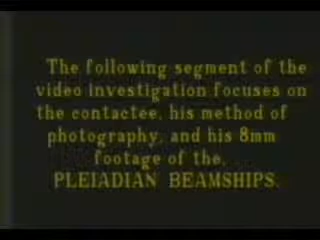 The following segment of the
video investigation focuses on
the contactee, his method of
photography, and his 8mm
footage of the.
PLEIADIAN BEAMSHIPS.